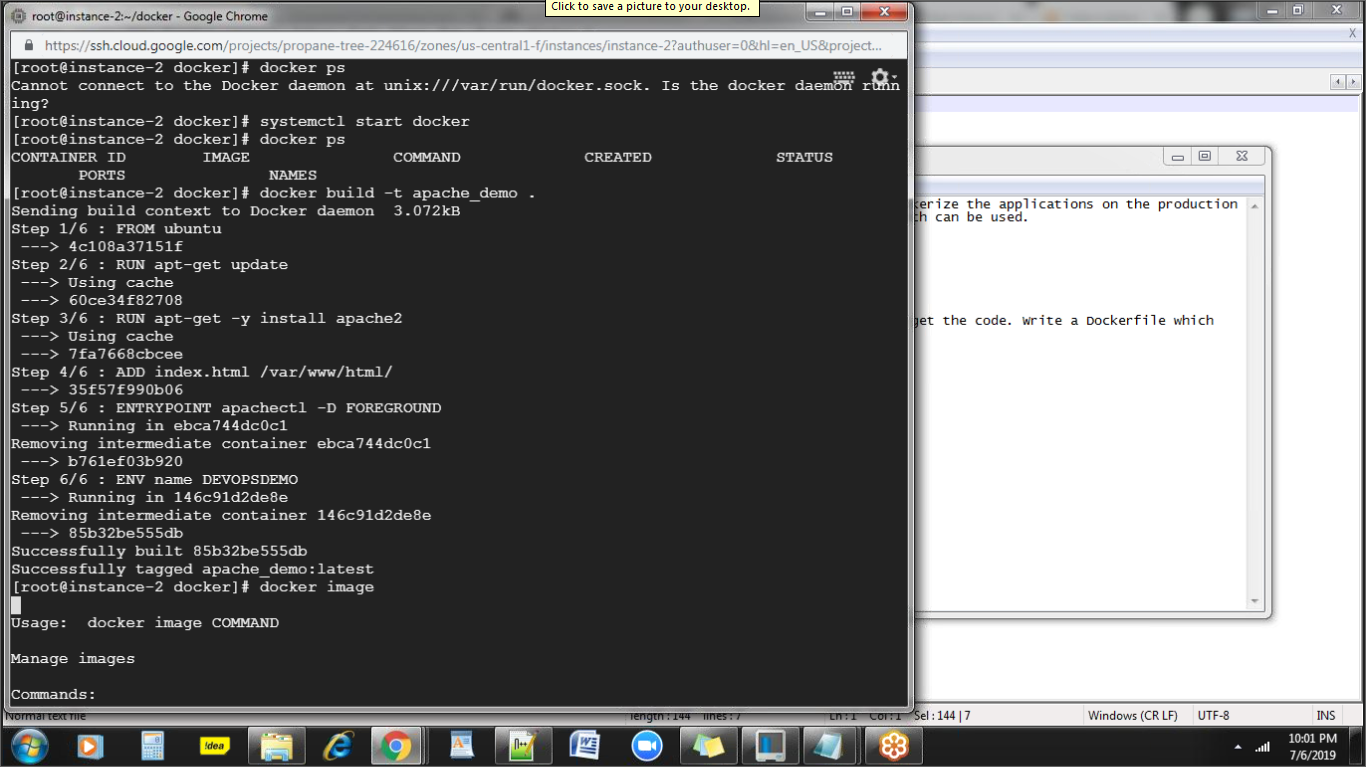 Click to save a picture to your desktop.
root@instance-2:~/docker - Google Chrome
https://ssh.cloud.google.com/projects/propane-tree-224616/zones/us-central1-f/instances/instance-2?authuser=0&hl=en_US&project...
[root@instance-2 docker]# docker ps
Cannot connect to the Docker daemon at unix:///var/run/docker.sock. Is the docker daemon runn
ing?
[root@instance-2 docker]# systemctl start docker
[root@instance-2 docker]# docker ps
CONTAINER ID        IMAGE               COMMAND             CREATED             STATUS
       PORTS               NAMES
[root@instance-2 docker]# docker build -t apache_demo .
Sending build context to Docker daemon  3.072kB
Step 1/6 : FROM ubuntu
 ---> 4c108a37151f
Step 2/6 : RUN apt-get update
 ---> Using cache
 ---> 60ce34f82708
Step 3/6 : RUN apt-get -y install apache2
 ---> Using cache
 ---> 7fa7668cbcee
Step 4/6 : ADD index.html /var/www/html/
 ---> 35f57f990b06
Step 5/6 : ENTRYPOINT apachectl -D FOREGROUND
 ---> Running in ebca744dc0c1
Removing intermediate container ebca744dc0c1
 ---> b761ef03b920
Step 6/6 : ENV name DEVOPSDEMO
 ---> Running in 146c91d2de8e
Removing intermediate container 146c91d2de8e
 ---> 85b32be555db
Successfully built 85b32be555db
Successfully tagged apache_demo:latest
[root@instance-2 docker]# docker image
Usage:  docker image COMMAND
Manage images
Commands:
kerize the applications on the production
ch can be used.
get the code. Write a Dockerfile which
Normal text file
length : 144 lines : 7
Ln : 1 Col : 1 Sel : 144 | 7
Windows (CR LF)
UTF-8
INS
!dea
10:01 PM
7/6/2019